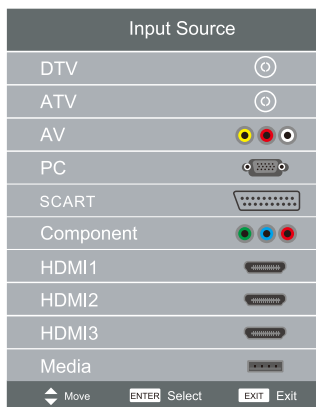 Input Source
DTV
ATV
AV
PC
SCART
Component
HDMI1
HDMI2
HDMI3
Media
Move ENTER Select EXIT Exit